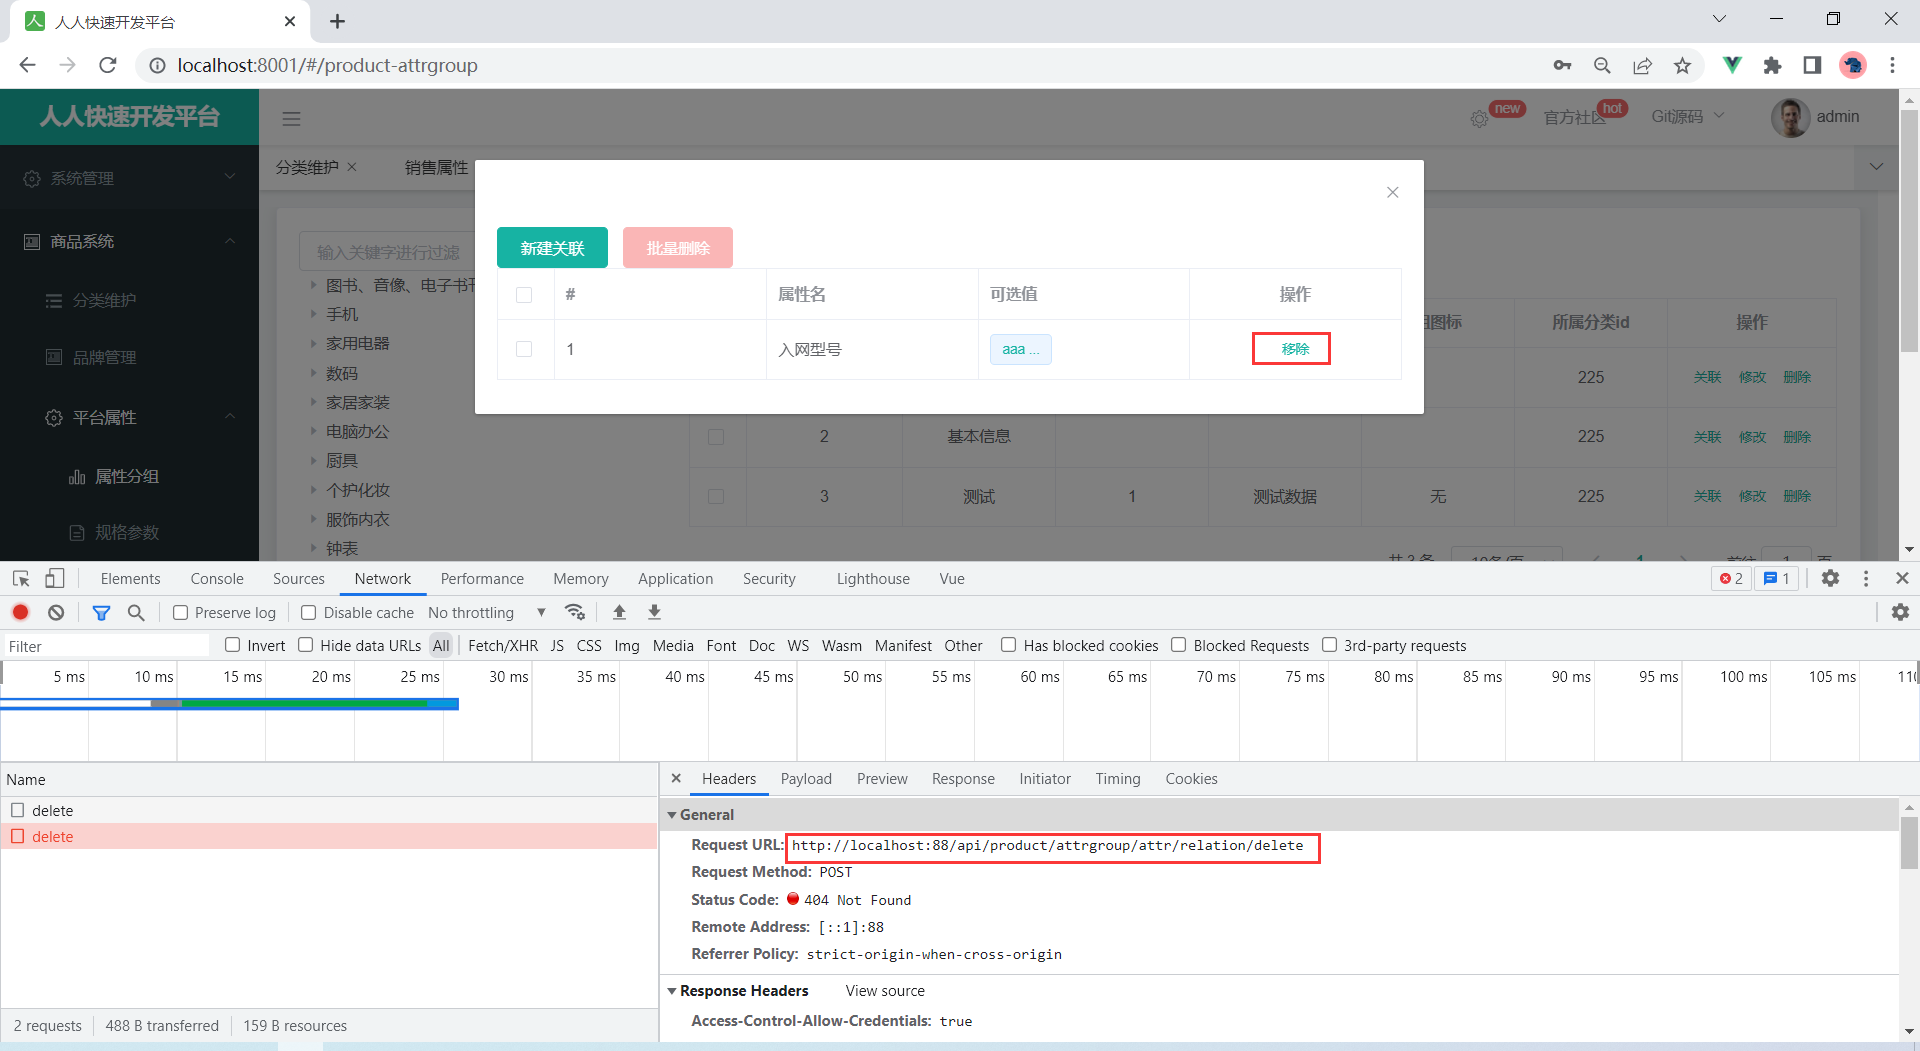 人人快速开发平台
localhost:8001/#/product-attrgroup
人人快速开发平台
new
官方社区
hot
Git源码
admin
系统管理
商品系统
分类维护
品牌管理
平台属性
属性分组
规格参数
分类维护
销售属性
输入关键字进行过滤
图书、音像、电子书刊
手机
家用电器
数码
家居家装
电脑办公
厨具
个护化妆
服饰内衣
钟表
新建关联
批量删除
# 属性名 可选值 操作
1 入网型号 aaa ... 移除
组图标 所属分类id 操作
225 关联 修改 删除
2 基本信息 225 关联 修改 删除
3 测试 1 测试数据 无 225 关联 修改 删除
共 3 条 10条/页 1 前往 1 页
Elements Console Sources Network Performance Memory Application Security Lighthouse Vue
2 1
Preserve log Disable cache No throttling
Filter Invert Hide data URLs All Fetch/XHR JS CSS Img Media Font Doc WS Wasm Manifest Other Has blocked cookies Blocked Requests 3rd-party requests
5 ms 10 ms 15 ms 20 ms 25 ms 30 ms 35 ms 40 ms 45 ms 50 ms 55 ms 60 ms 65 ms 70 ms 75 ms 80 ms 85 ms 90 ms 95 ms 100 ms 105 ms
Name
delete
delete
2 requests 488 B transferred 159 B resources
Headers Payload Preview Response Initiator Timing Cookies
General
Request URL: http://localhost:88/api/product/attrgroup/attr/relation/delete
Request Method: POST
Status Code: 404 Not Found
Remote Address: [::1]:88
Referrer Policy: strict-origin-when-cross-origin
Response Headers View source
Access-Control-Allow-Credentials: true